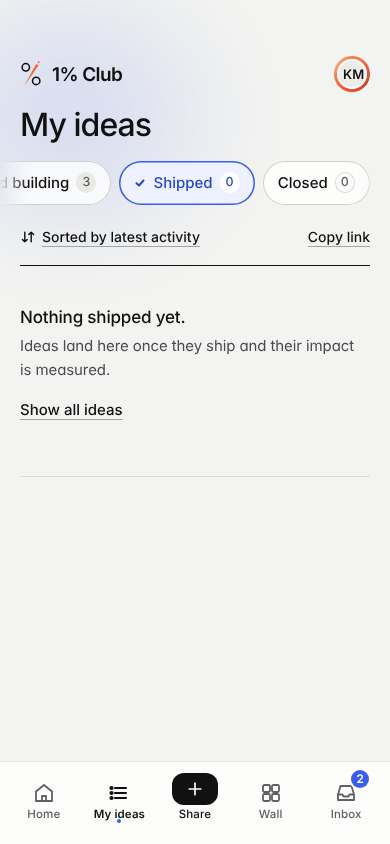 1% Club
KM
My ideas
building 3
Shipped 0
Closed 0
Sorted by latest activity
Copy link
Nothing shipped yet.
Ideas land here once they ship and their impact
is measured.
Show all ideas
2
Home
My ideas
Share
Wall
Inbox